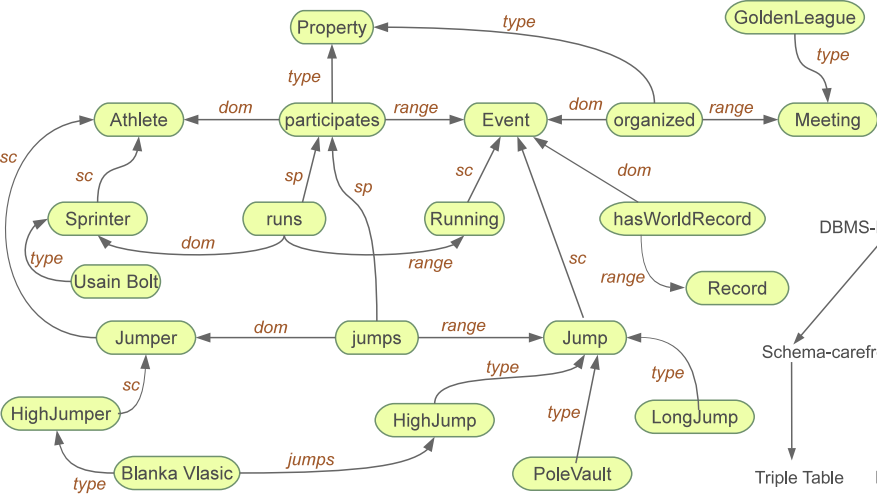 GoldenLeague
Property
type
type
type
Athlete
dom
participates
range
Event
dom
organized
range
Meeting
sc
sc
sp
sp
sc
dom
Sprinter
runs
Running
hasWorldRecord
DBMS-
type
dom
range
sc
range
Usain Bolt
Record
Jumper
dom
jumps
range
Jump
Schema-carefr
type
type
sc
HighJumper
HighJump
type
LongJump
jumps
type
Blanka Vlasic
PoleVault
Triple Table